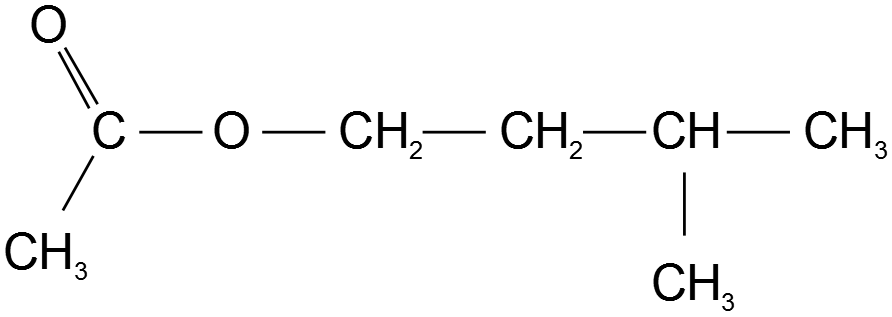 O
C O CH₂ CH₂ CH CH₃
CH₃
CH₃